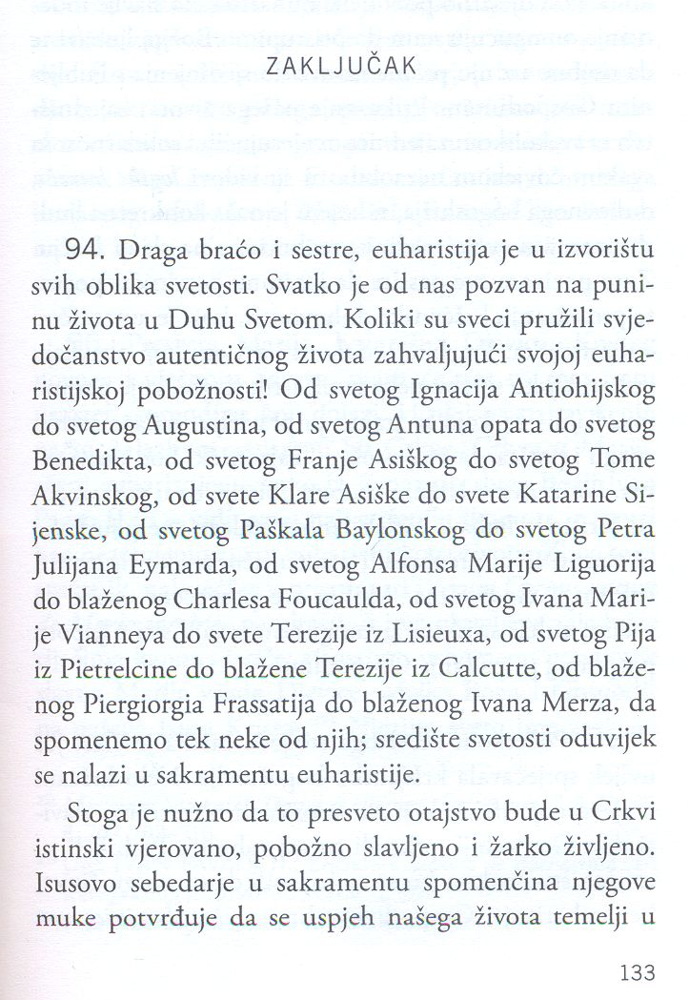 ZAKLJUČAK
94. Draga braćo i sestre, euharistija je u izvorištu
svih oblika svetosti. Svatko je od nas pozvan na puni-
nu života u Duhu Svetom. Koliki su sveci pružili svje-
dočanstvo autentičnog života zahvaljujući svojoj euha-
ristijskoj pobožnosti! Od svetog Ignacija Antiohijskog
do svetog Augustina, od svetog Antuna opata do svetog
Benedikta, od svetog Franje Asiškog do svetog Tome
Akvinskog, od svete Klare Asiške do svete Katarine Si-
jenske, od svetog Paškala Baylonskog do svetog Petra
Julijana Eymarda, od svetog Alfonsa Marije Liguorija
do blaženog Charlesa Foucaulda, od svetog Ivana Mari-
je Vianneya do svete Terezije iz Lisieuxa, od svetog Pija
iz Pietrelcine do blažene Terezije iz Calcutte, od blaže-
nog Piergiorgia Frassatija do blaženog Ivana Merza, da
spomenemo tek neke od njih; središte svetosti oduvijek
se nalazi u sakramentu euharistije.
Stoga je nužno da to presveto otajstvo bude u Crkvi
istinski vjerovano, pobožno slavljeno i žarko življeno.
Isusovo sebedarje u sakramentu spomenčina njegove
muke potvrđuje da se uspjeh našega života temelji u
133